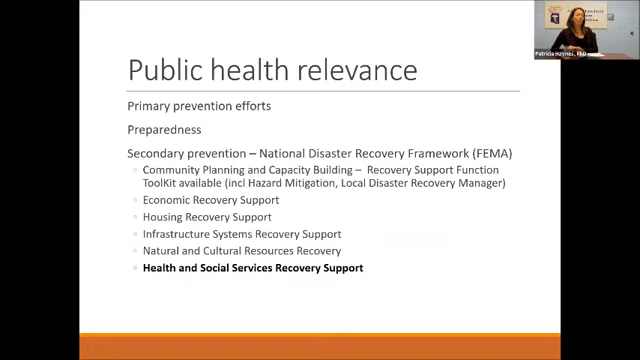 Public health relevance
Primary prevention efforts
Preparedness
Secondary prevention – National Disaster Recovery Framework (FEMA)
Community Planning and Capacity Building – Recovery Support Function
ToolKit available (incl Hazard Mitigation, Local Disaster Recovery Manager)
Economic Recovery Support
Housing Recovery Support
Infrastructure Systems Recovery Support
Natural and Cultural Resources Recovery
Health and Social Services Recovery Support
Patricia Haynes, PhD